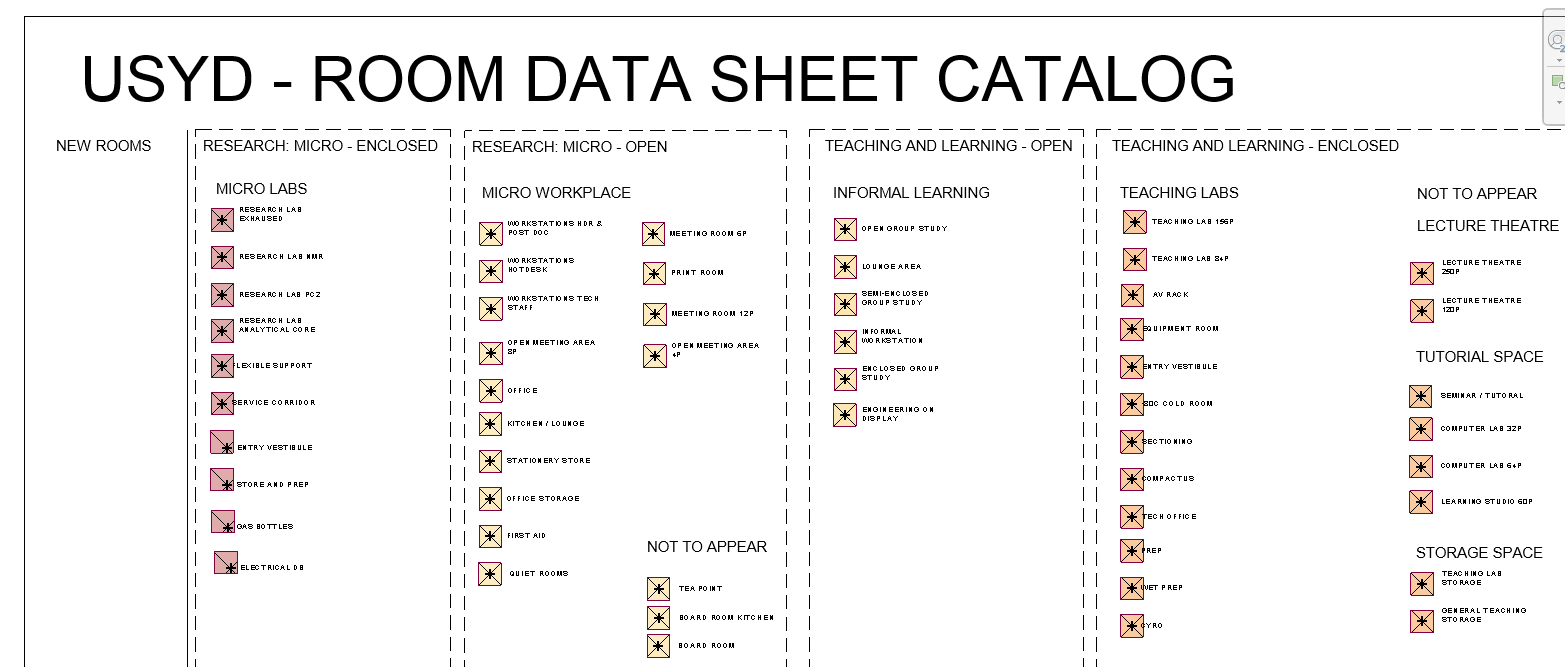 USYD - ROOM DATA SHEET CATALOG
NEW ROOMS
RESEARCH: MICRO - ENCLOSED
MICRO LABS
RESEARCH LAB
EXHAUSED
RESEARCH LAB NMR
RESEARCH LAB PC2
RESEARCH LAB
ANALYTICAL CORE
FLEXIBLE SUPPORT
SERVICE CORRIDOR
ENTRY VESTIBULE
STORE AND PREP
GAS BOTTLES
ELECTRICAL DB
RESEARCH: MICRO - OPEN
MICRO WORKPLACE
WORKSTATIONS HDR &
POST DOC
WORKSTATIONS
HOTDESK
WORKSTATIONS TECH
STAFF
OPEN MEETING AREA
8P
OFFICE
KITCHEN / LOUNGE
STATIONERY STORE
OFFICE STORAGE
FIRST AID
QUIET ROOMS
MEETING ROOM 6P
PRINT ROOM
MEETING ROOM 12P
OPEN MEETING AREA
4P
NOT TO APPEAR
TEA POINT
BOARD ROOM KITCHEN
BOARD ROOM
TEACHING AND LEARNING - OPEN
INFORMAL LEARNING
OPEN GROUP STUDY
LOUNGE AREA
SEMI-ENCLOSED
GROUP STUDY
INFORMAL
WORKSTATION
ENCLOSED GROUP
STUDY
ENGINEERING ON
DISPLAY
TEACHING AND LEARNING - ENCLOSED
TEACHING LABS
TEACHING LAB 156P
TEACHING LAB 84P
AV RACK
EQUIPMENT ROOM
ENTRY VESTIBULE
COLD ROOM
SECTIONING
COMPACTUS
TECH OFFICE
PREP
WET PREP
CYRO
NOT TO APPEAR
LECTURE THEATRE
LECTURE THEATRE
250P
LECTURE THEATRE
120P
TUTORIAL SPACE
SEMINAR / TUTORAL
COMPUTER LAB 32P
COMPUTER LAB 64P
LEARNING STUDIO 60P
STORAGE SPACE
TEACHING LAB
STORAGE
GENERAL TEACHING
STORAGE